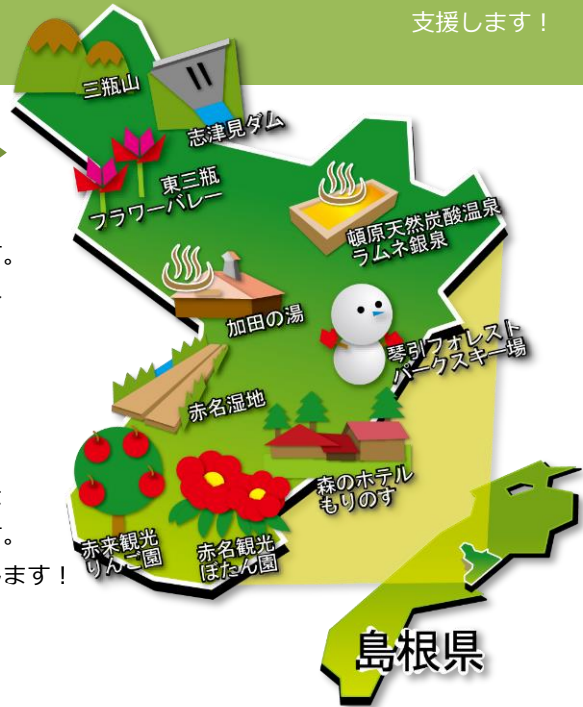 支援します！
三瓶山
志津見ダム
東三瓶
フラワーバレー
頓原天然炭酸温泉
ラムネ銀泉
す。
加田の湯
琴引フォレスト
パークスキー場
赤名湿地
森のホテル
もりのす
赤来観光
りんご園
赤名観光
ぼたん園
す。
します！
島根県